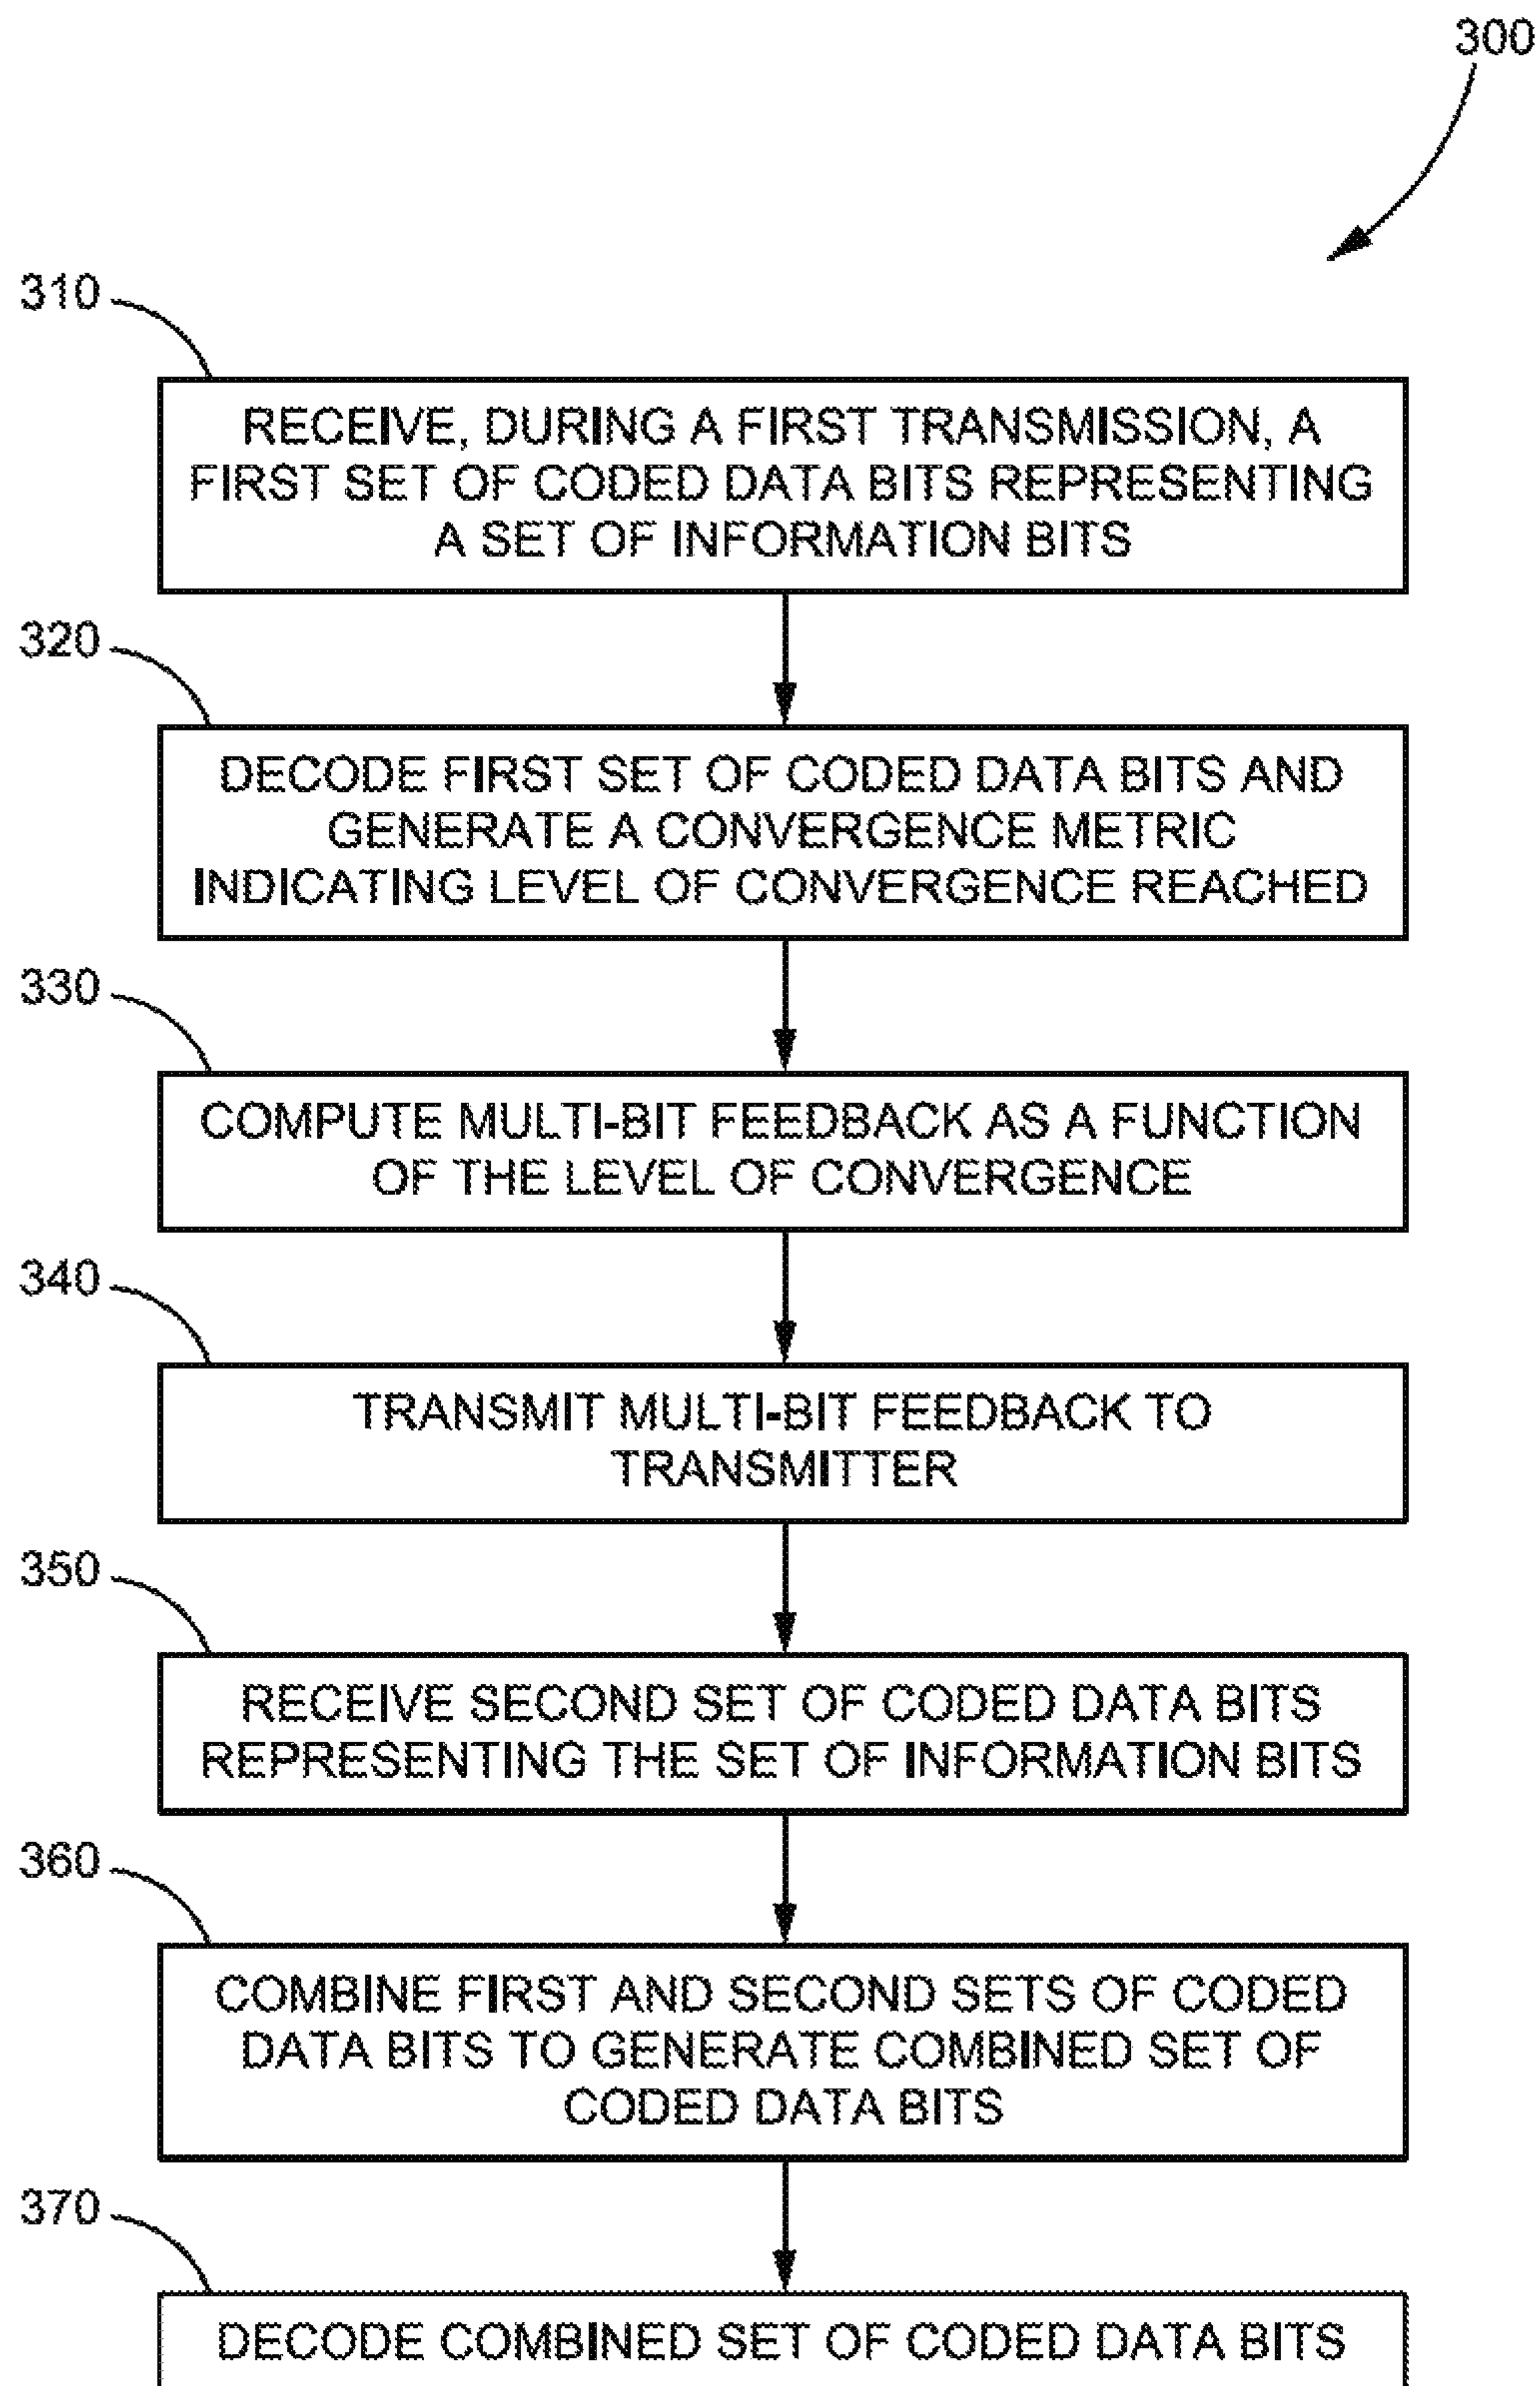 300
310
RECEIVE, DURING A FIRST TRANSMISSION, A
FIRST SET OF CODED DATA BITS REPRESENTING
A SET OF INFORMATION BITS
320
DECODE FIRST SET OF CODED DATA BITS AND
GENERATE A CONVERGENCE METRIC
INDICATING LEVEL OF CONVERGENCE REACHED
330
COMPUTE MULTI-BIT FEEDBACK AS A FUNCTION
OF THE LEVEL OF CONVERGENCE
340
TRANSMIT MULTI-BIT FEEDBACK TO
TRANSMITTER
350
RECEIVE SECOND SET OF CODED DATA BITS
REPRESENTING THE SET OF INFORMATION BITS
360
COMBINE FIRST AND SECOND SETS OF CODED
DATA BITS TO GENERATE COMBINED SET OF
CODED DATA BITS
370
DECODE COMBINED SET OF CODED DATA BITS